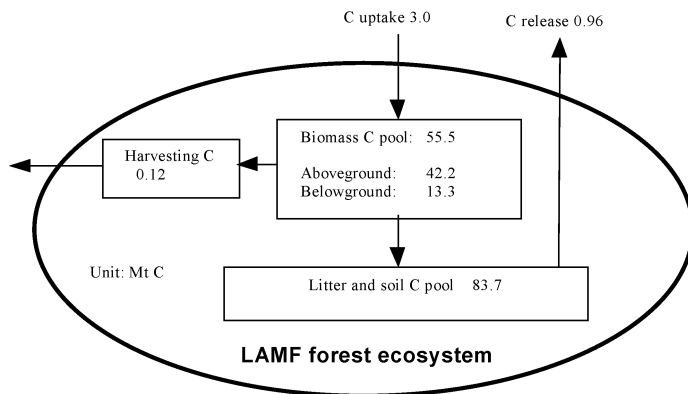 C uptake 3.0
C release 0.96
Biomass C pool: 55.5
Aboveground: 42.2
Belowground: 13.3
Harvesting C
0.12
Unit: Mt C
Litter and soil C pool 83.7
LAMF forest ecosystem